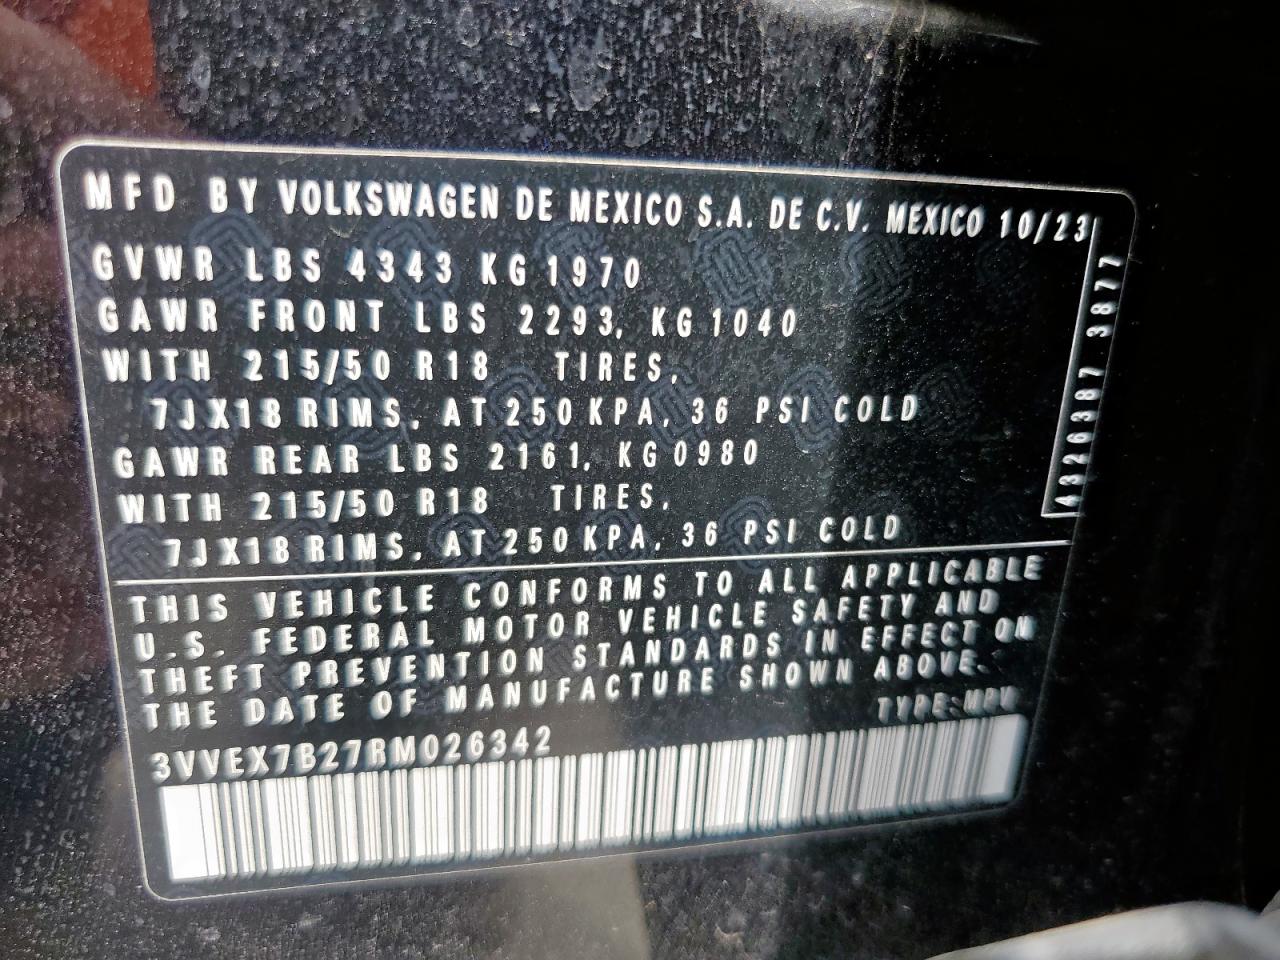 MFD BY VOLKSWAGEN DE MEXICO S.A. DE C.V. MEXICO 10/23
GVWR LBS 4343 KG 1970
GAWR FRONT LBS 2293, KG 1040
WITH 215/50 R18 TIRES,
7JX18 RIMS, AT 250 KPA, 36 PSI COLD
GAWR REAR LBS 2161, KG 0980
WITH 215/50 R18 TIRES,
7JX18 RIMS, AT 250 KPA, 36 PSI COLD
4326387 3877
THIS VEHICLE CONFORMS TO ALL APPLICABLE
U.S. FEDERAL MOTOR VEHICLE SAFETY AND
THEFT PREVENTION STANDARDS IN EFFECT ON
THE DATE OF MANUFACTURE SHOWN ABOVE.
TYPE:MPV
3VVEX7B27RM026342